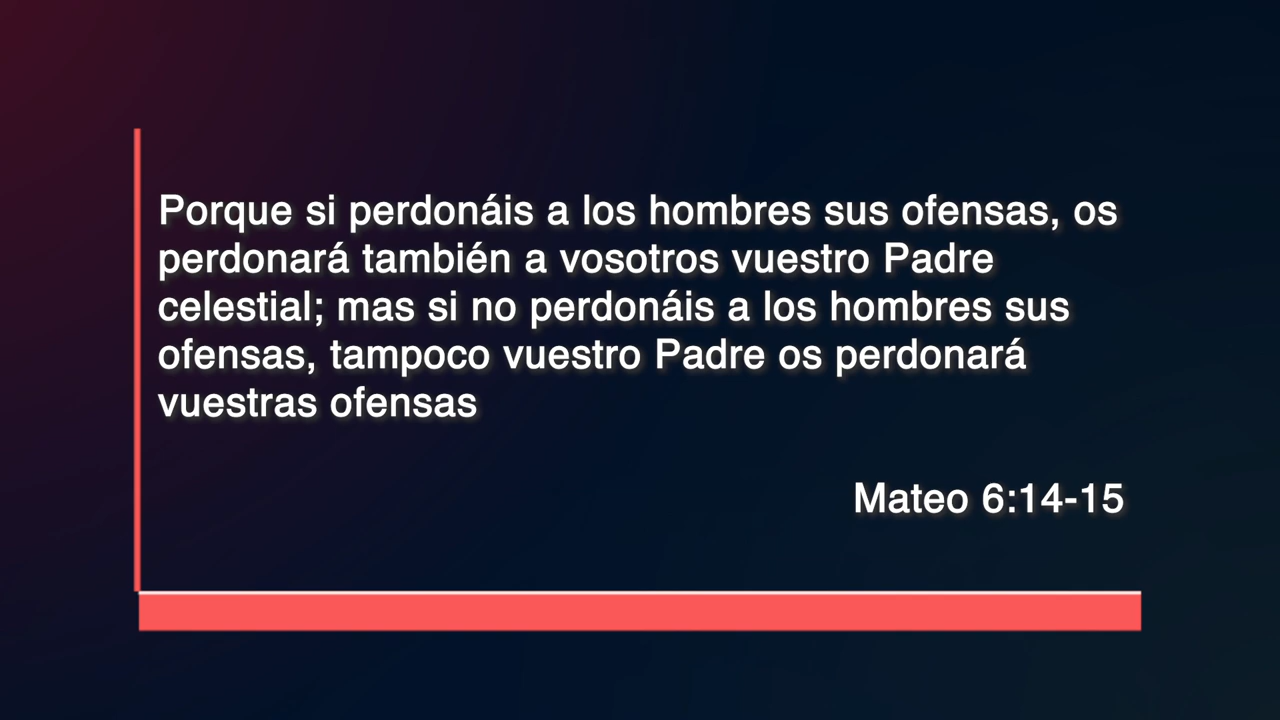 Porque si perdonáis a los hombres sus ofensas, os
perdonará también a vosotros vuestro Padre
celestial; mas si no perdonáis a los hombres sus
ofensas, tampoco vuestro Padre os perdonará
vuestras ofensas
Mateo 6:14-15